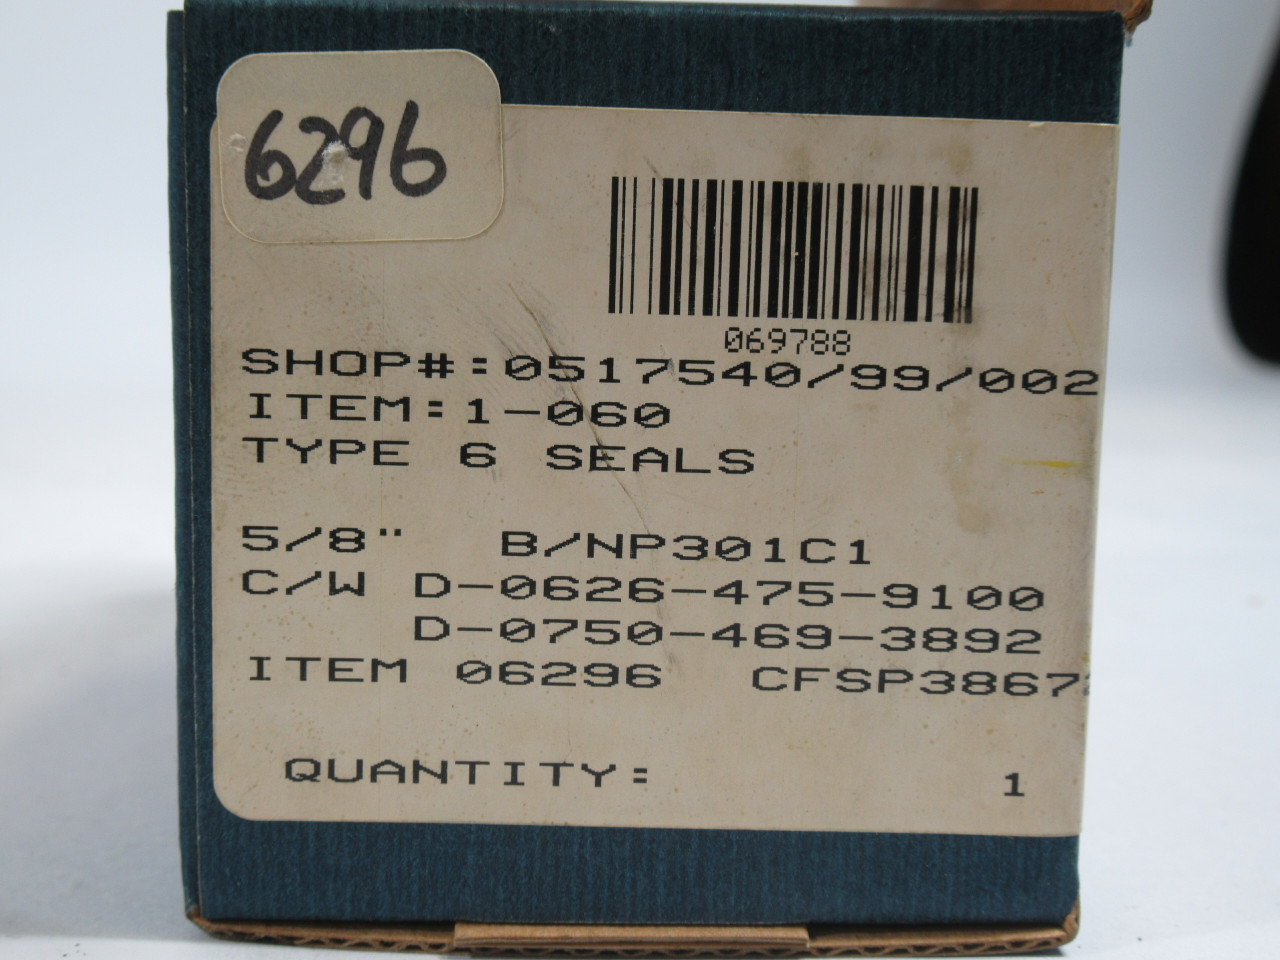 6296
069788
SHOP#:0517540/99/002
ITEM:1-060
TYPE 6 SEALS
5/8" B/NP301C1
C/W D-0626-475-9100
D-0750-469-3892
ITEM 06296 CFSP3867
QUANTITY: 1